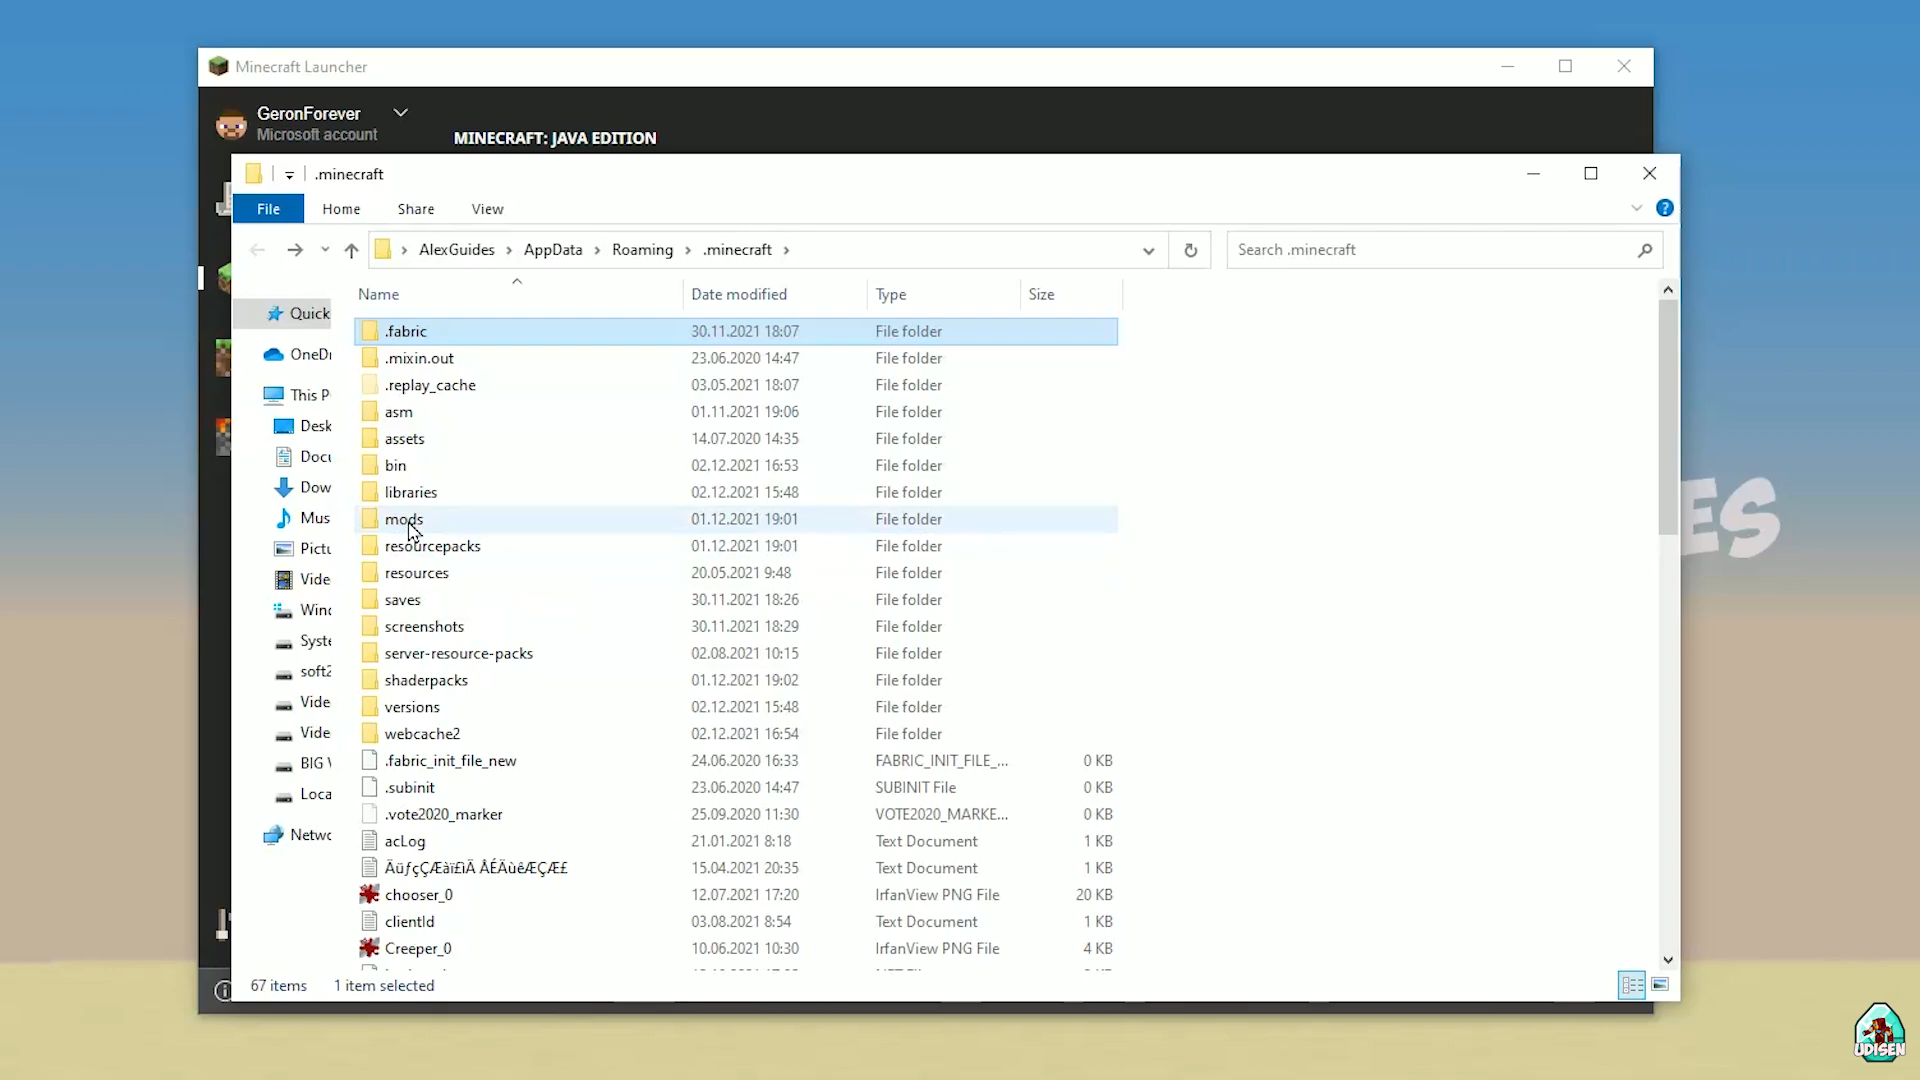 Minecraft Launcher
GeronForever
Microsoft account
MINECRAFT: JAVA EDITION
.minecraft
File Home Share View
AlexGuides AppData Roaming .minecraft
Search .minecraft
Name Date modified Type Size
Quick
OneDr
This P
Desk
Docu
Dow
Mus
Pictu
Vide
Wind
Syste
soft2
Vide
Vide
BIG V
Loca
Netwo
.fabric 30.11.2021 18:07 File folder
.mixin.out 23.06.2020 14:47 File folder
.replay_cache 03.05.2021 18:07 File folder
asm 01.11.2021 19:06 File folder
assets 14.07.2020 14:35 File folder
bin 02.12.2021 16:53 File folder
libraries 02.12.2021 15:48 File folder
mods 01.12.2021 19:01 File folder
resourcepacks 01.12.2021 19:01 File folder
resources 20.05.2021 9:48 File folder
saves 30.11.2021 18:26 File folder
screenshots 30.11.2021 18:29 File folder
server-resource-packs 02.08.2021 10:15 File folder
shaderpacks 01.12.2021 19:02 File folder
versions 02.12.2021 15:48 File folder
webcache2 02.12.2021 16:54 File folder
.fabric_init_file_new 24.06.2020 16:33 FABRIC_INIT_FILE_... 0 KB
.subinit 23.06.2020 14:47 SUBINIT File 0 KB
.vote2020_marker 25.09.2020 11:30 VOTE2020_MARKE... 0 KB
acLog 21.01.2021 8:18 Text Document 1 KB
15.04.2021 20:35 Text Document 1 KB
chooser_0 12.07.2021 17:20 IrfanView PNG File 20 KB
clientId 03.08.2021 8:54 Text Document 1 KB
Creeper_0 10.06.2021 10:30 IrfanView PNG File 4 KB
67 items 1 item selected
ES
UDISEN